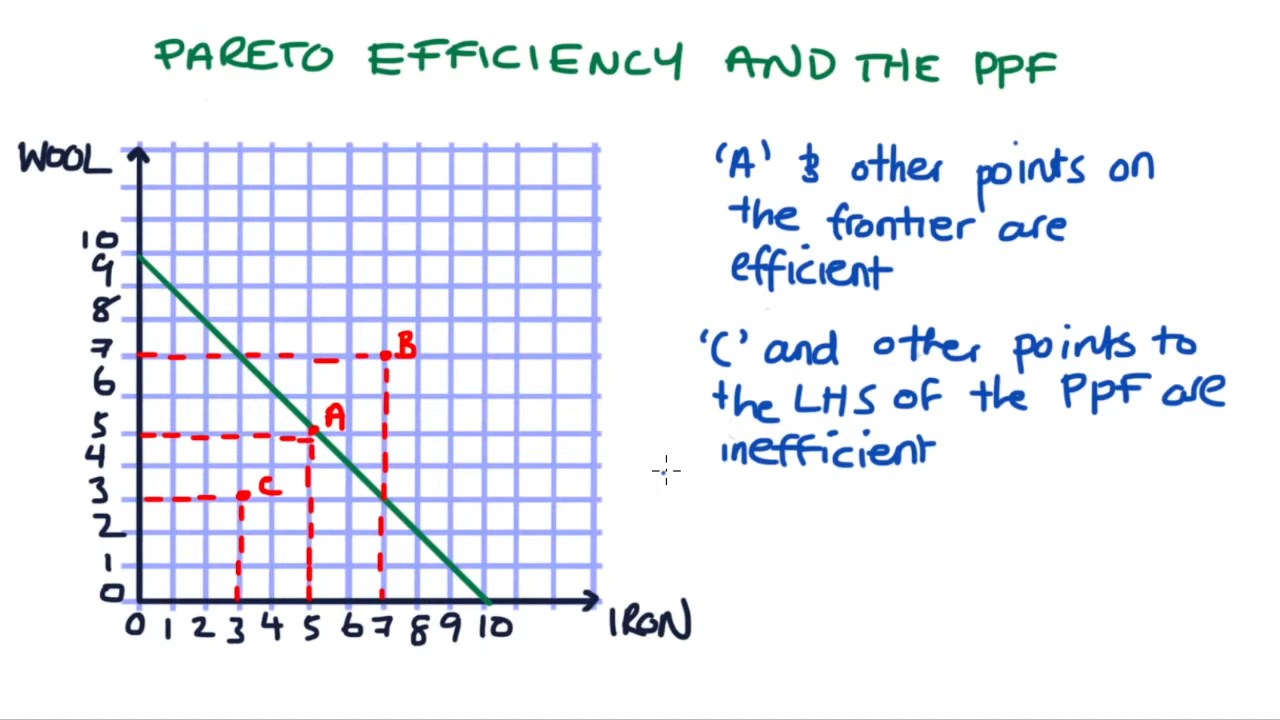 PARETO EFFICIENCY AND THE PPF
WOOL
10
9
8
7
6
5
4
3
2
1
0
B
A
C
0 1 2 3 4 5 6 7 8 9 10
IRON
'A' & other points on
the frontier are
efficient
'C' and other points to
the LHS of the PPF are
inefficient